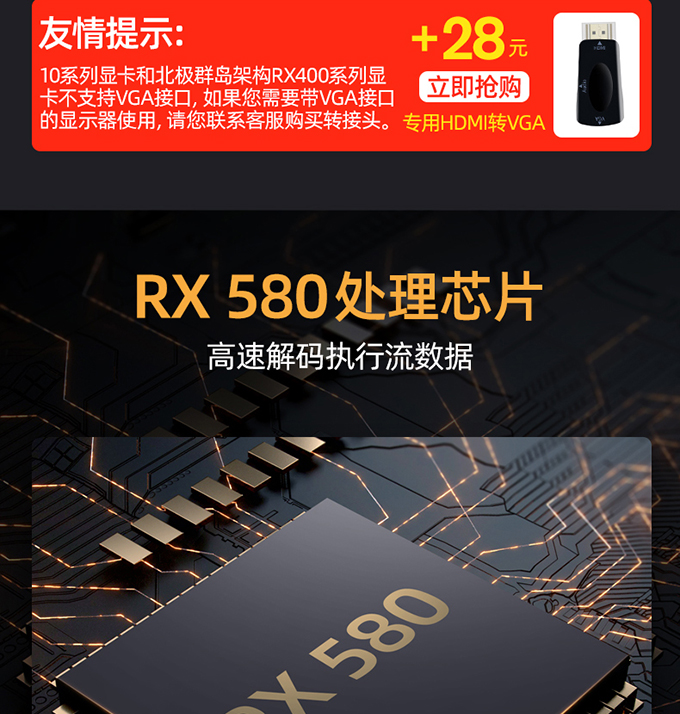 友情提示:
10系列显卡和北极群岛架构RX400系列显
卡不支持VGA接口, 如果您需要带VGA接口
的显示器使用, 请您联系客服购买转接头。
+28元
立即抢购
专用HDMI转VGA
RX 580处理芯片
高速解码执行流数据
RX 580